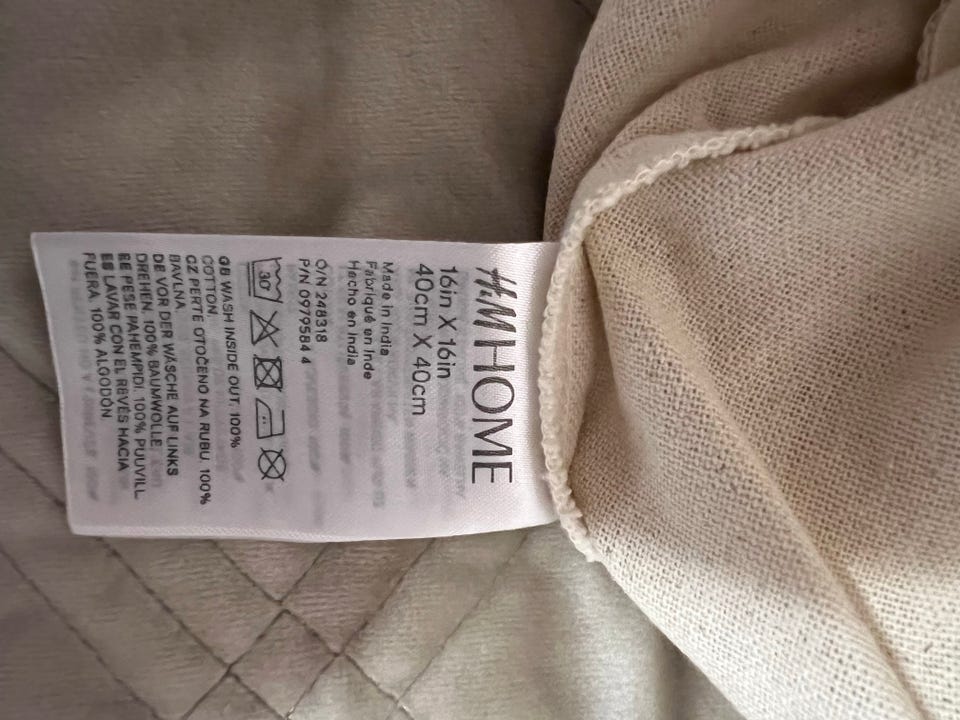 H&M HOME
16in X 16in
40cm X 40cm
Made in India
Fabriqué en Inde
Hecho en India
O/N 248318
P/N 0979584 4
30°
GB WASH INSIDE OUT. 100%
COTTON.
CZ PERTE OTOČENO NA RUBU. 100%
BAVLNA.
DE VOR DER WÄSCHE AUF LINKS
DREHEN. 100% BAUMWOLLE.
EE PESE PAHEMPIDI. 100% PUUVILL.
ES LAVAR CON EL REVÉS HACIA
FUERA. 100% ALGODÓN.